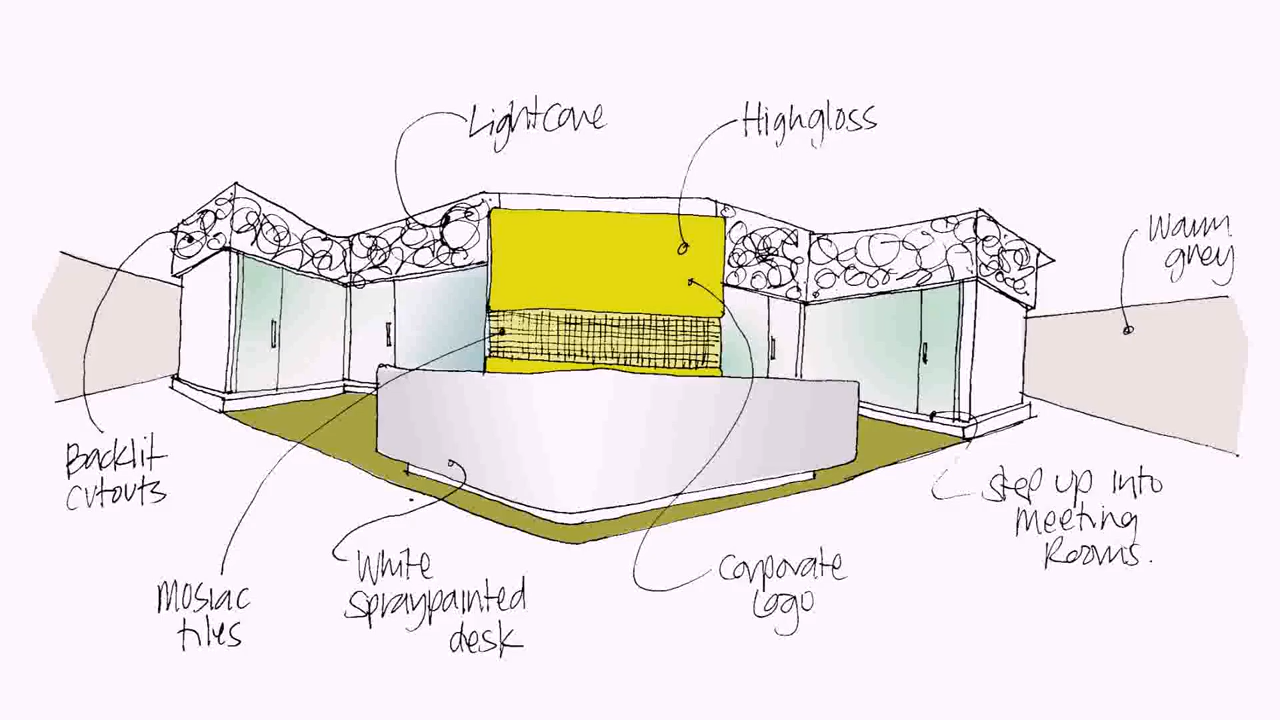 Lightcove
Highgloss
Warm
grey
Backlit
cutouts
Step up into
Meeting
Rooms.
White
spraypainted
desk
Corporate
Logo
Mosiac
tiles